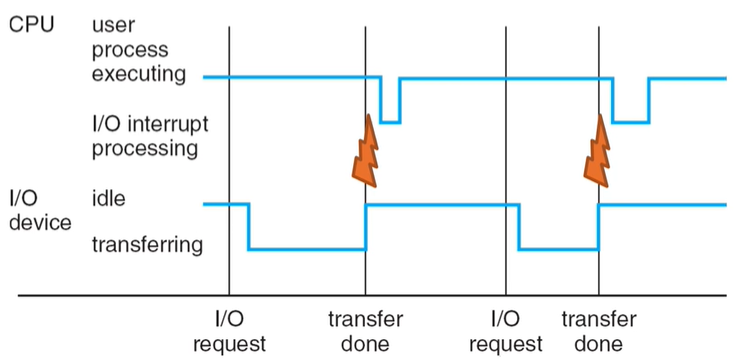 CPU
user
process
executing
I/O interrupt
processing
I/O
device
idle
transferring
I/O
request
transfer
done
I/O
request
transfer
done